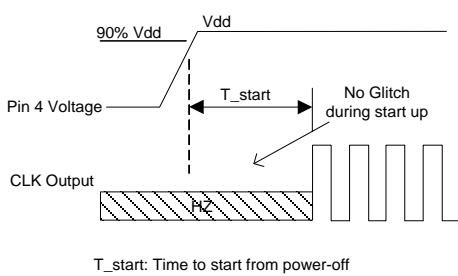 90% Vdd
Vdd
Pin 4 Voltage
T_start
No Glitch
during start up
CLK Output
HZ
T_start: Time to start from power-off